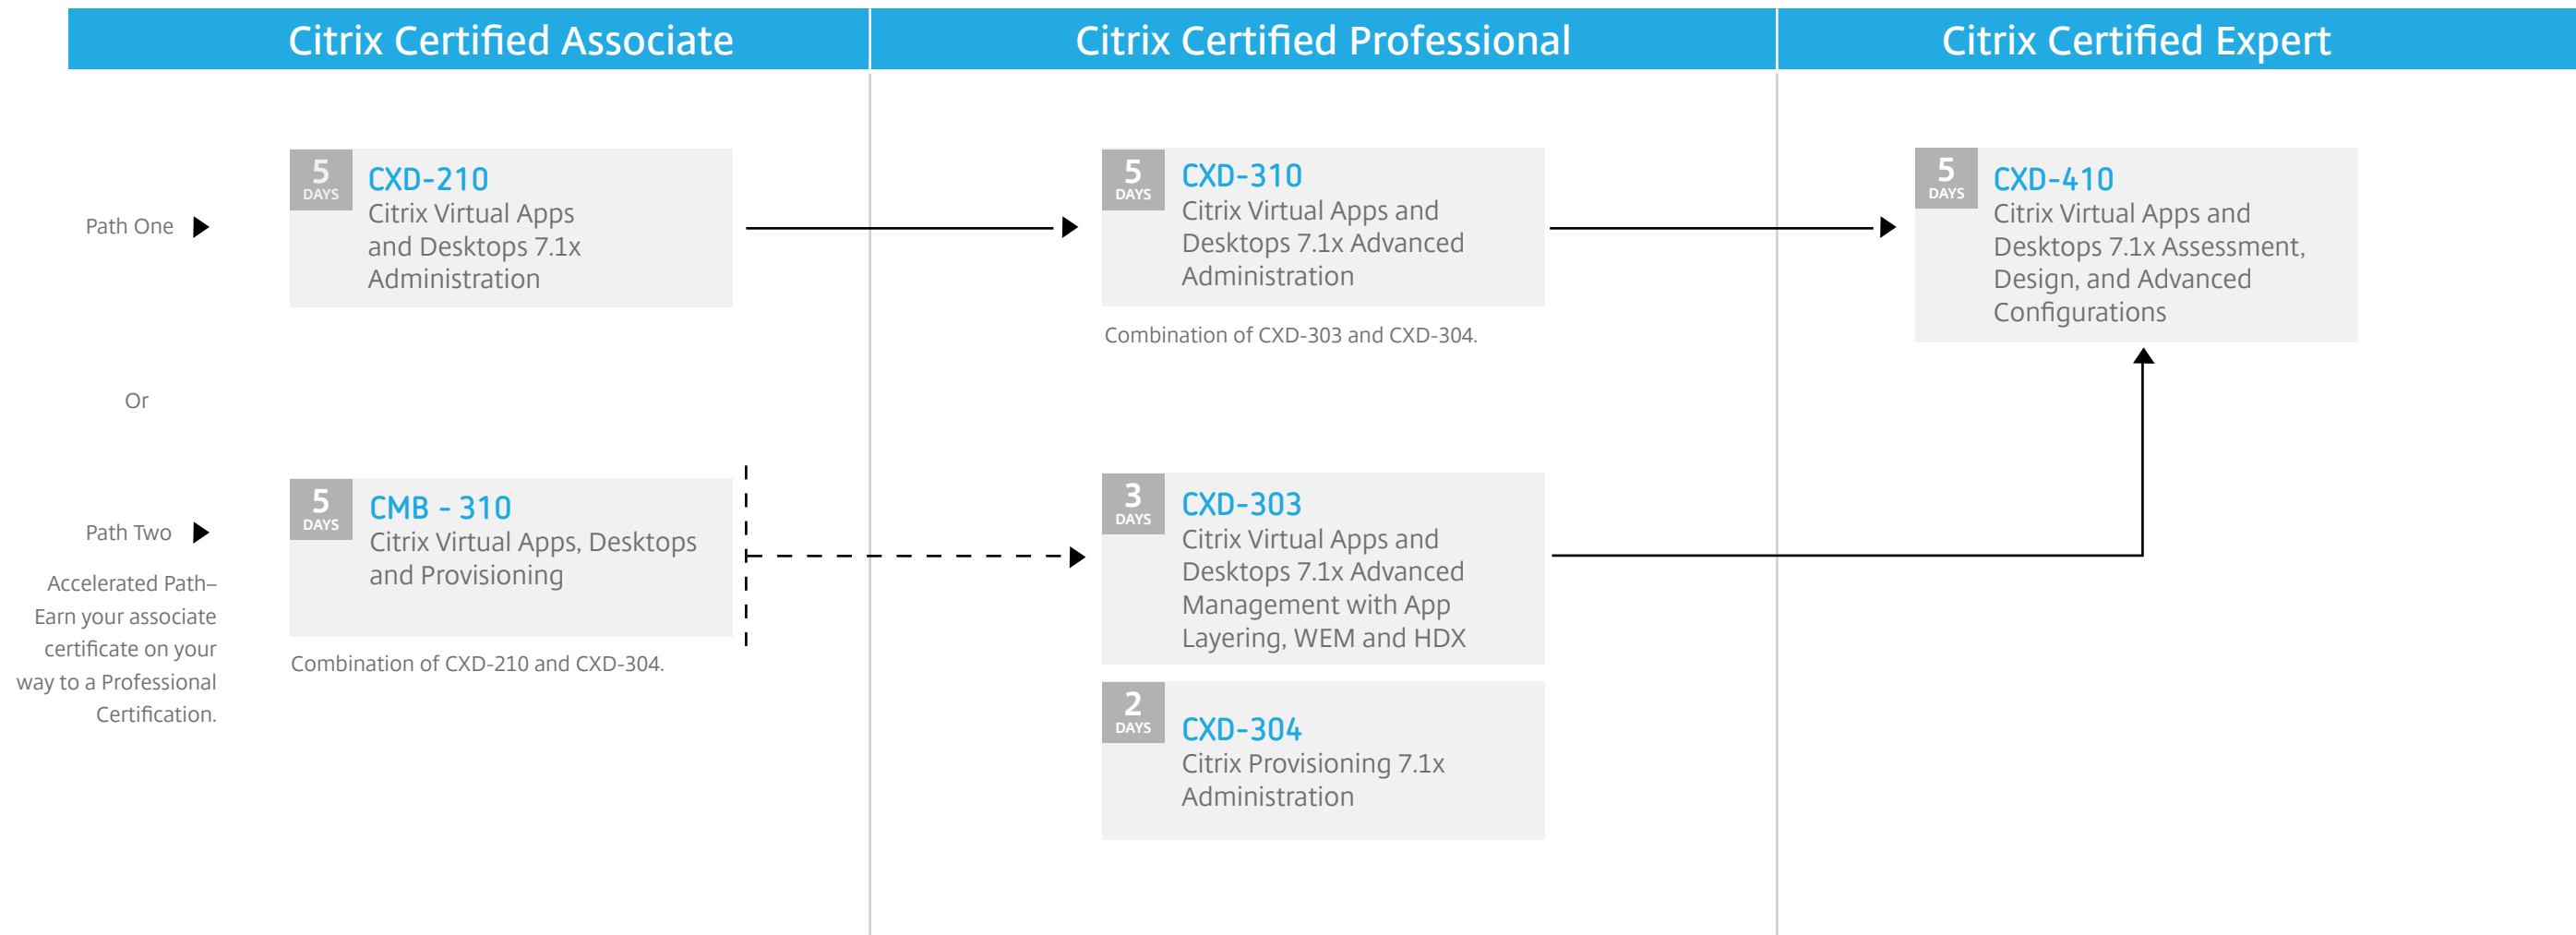 Citrix Certified Associate
Citrix Certified Professional
Citrix Certified Expert
Path One
5
DAYS
CXD-210
Citrix Virtual Apps
and Desktops 7.1x
Administration
5
DAYS
CXD-310
Citrix Virtual Apps and
Desktops 7.1x Advanced
Administration
Combination of CXD-303 and CXD-304.
5
DAYS
CXD-410
Citrix Virtual Apps and
Desktops 7.1x Assessment,
Design, and Advanced
Configurations
Or
Path Two
Accelerated Path–
Earn your associate
certificate on your
way to a Professional
Certification.
5
DAYS
CMB - 310
Citrix Virtual Apps, Desktops
and Provisioning
Combination of CXD-210 and CXD-304.
3
DAYS
CXD-303
Citrix Virtual Apps and
Desktops 7.1x Advanced
Management with App
Layering, WEM and HDX
2
DAYS
CXD-304
Citrix Provisioning 7.1x
Administration